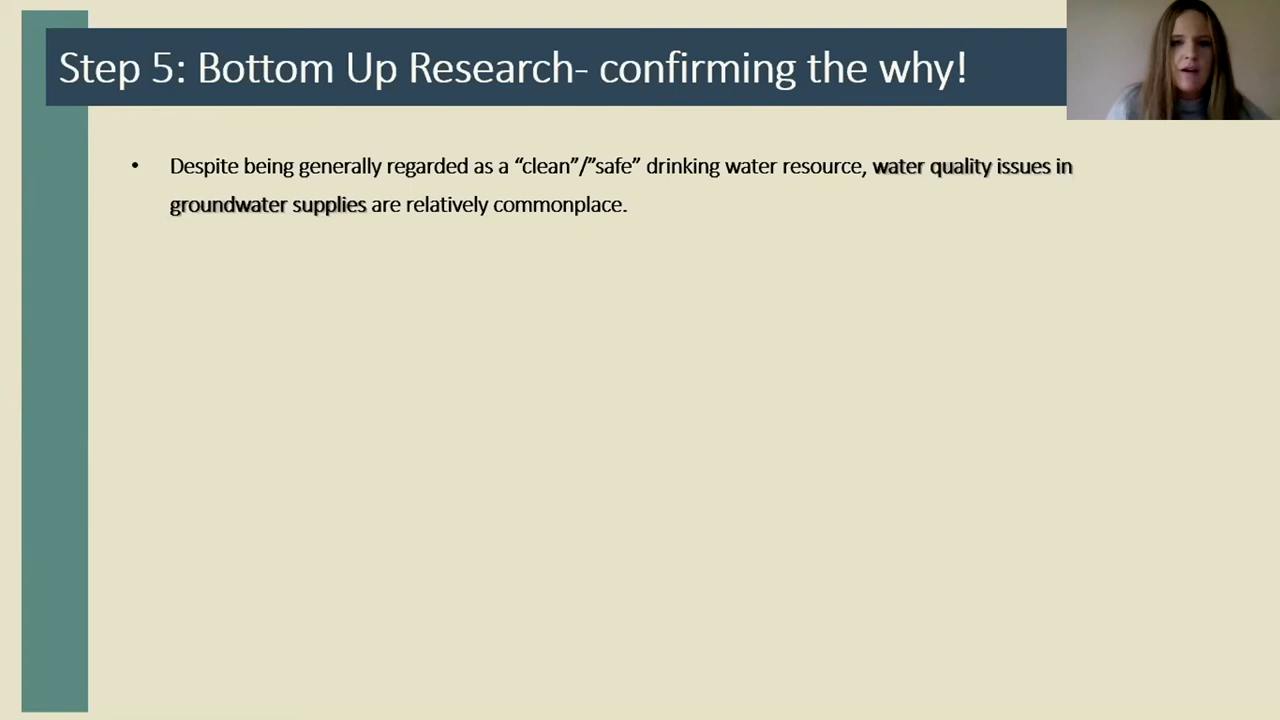 Step 5: Bottom Up Research- confirming the why!
• Despite being generally regarded as a “clean”/”safe” drinking water resource, water quality issues in
groundwater supplies are relatively commonplace.